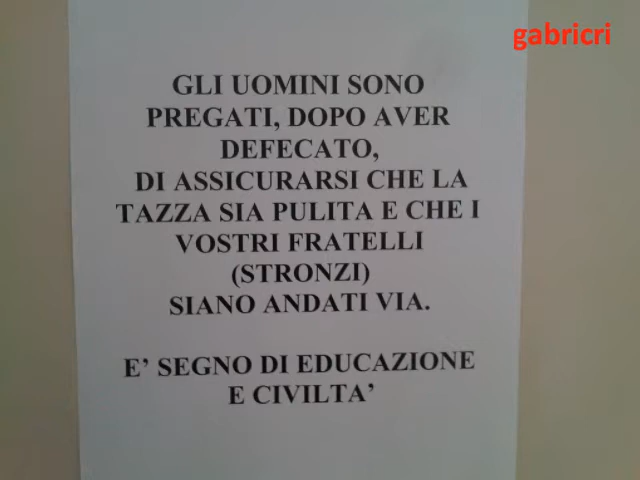 gabricri
GLI UOMINI SONO
PREGATI, DOPO AVER
DEFECATO,
DI ASSICURARSI CHE LA
TAZZA SIA PULITA E CHE I
VOSTRI FRATELLI
(STRONZI)
SIANO ANDATI VIA.
E' SEGNO DI EDUCAZIONE
E CIVILTA'